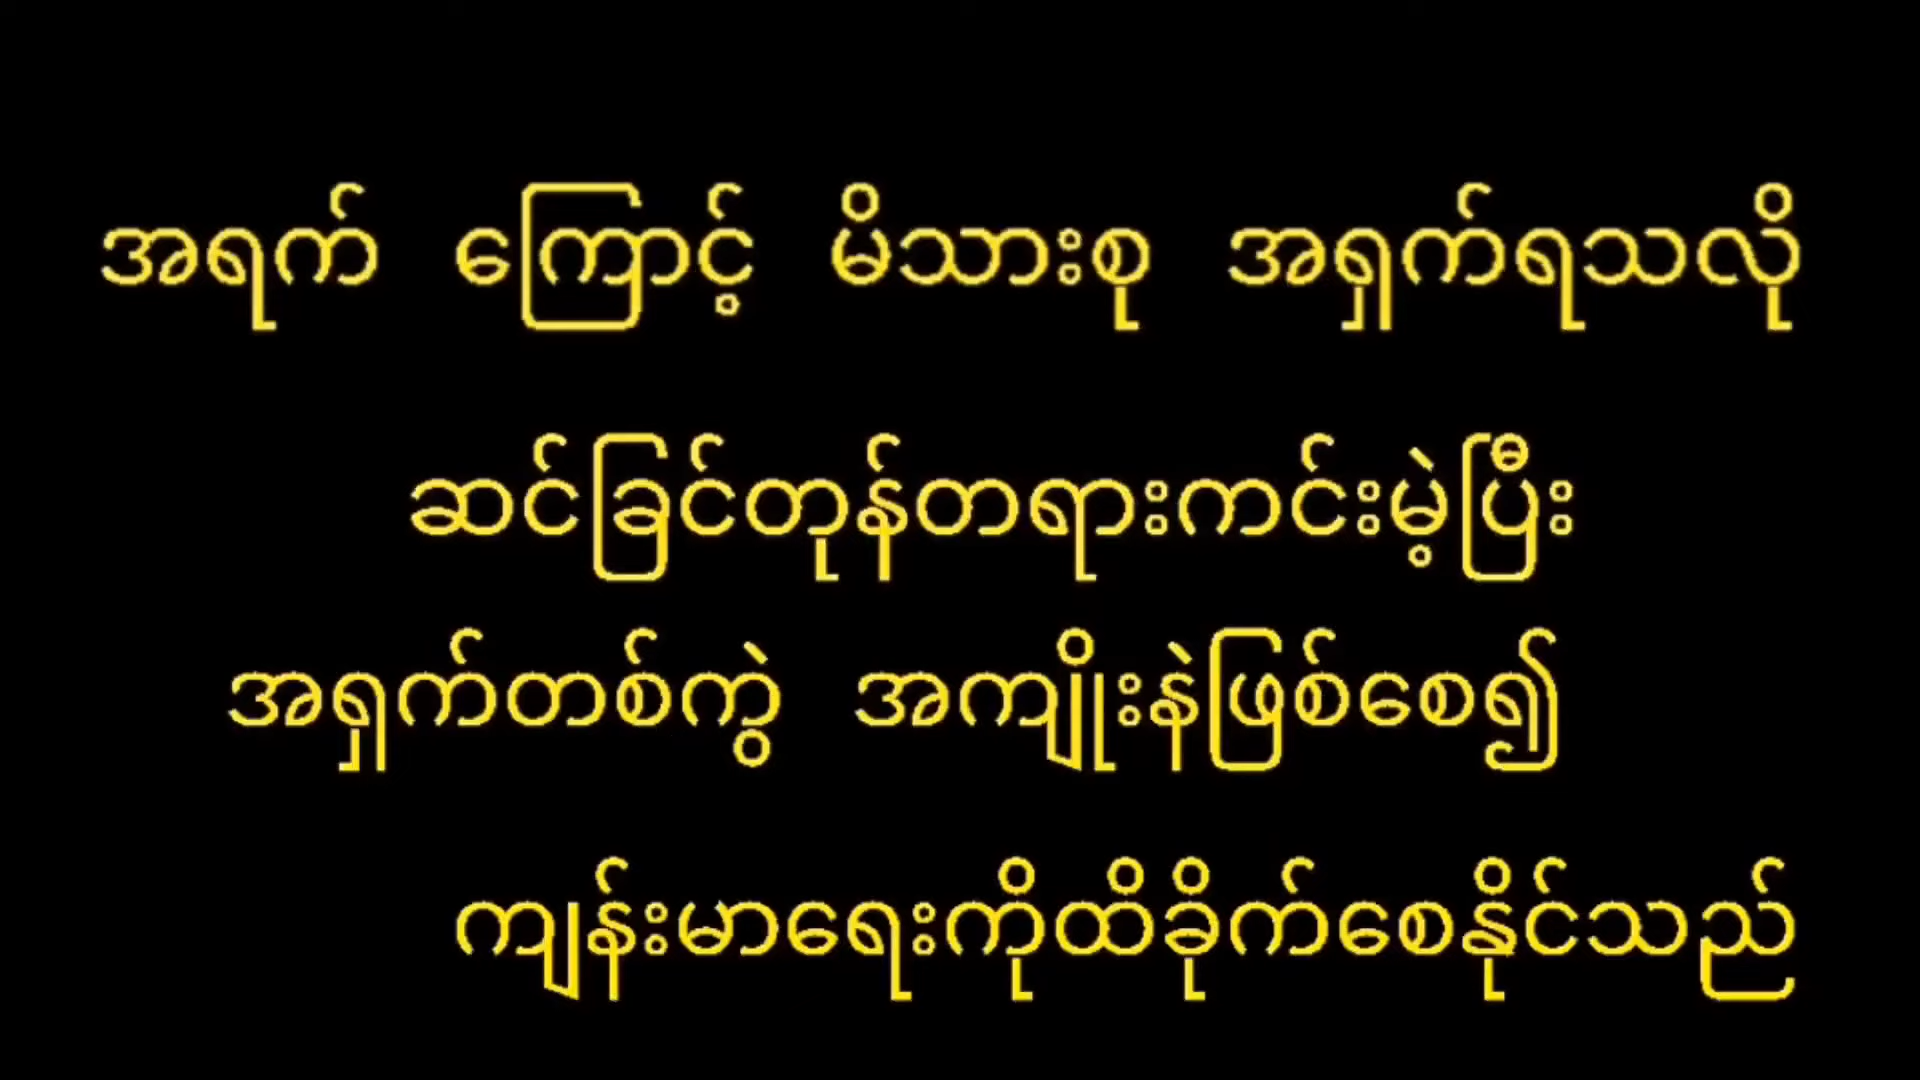 အရက် ကြောင့် မိသားစု အရှက်ရသလို
ဆင်ခြင်တုန်တရားကင်းမဲ့ပြီး
အရှက်တစ်ကွဲ အကျိုးနဲဖြစ်စေ၍
ကျန်းမာရေးကိုထိခိုက်စေနိုင်သည်